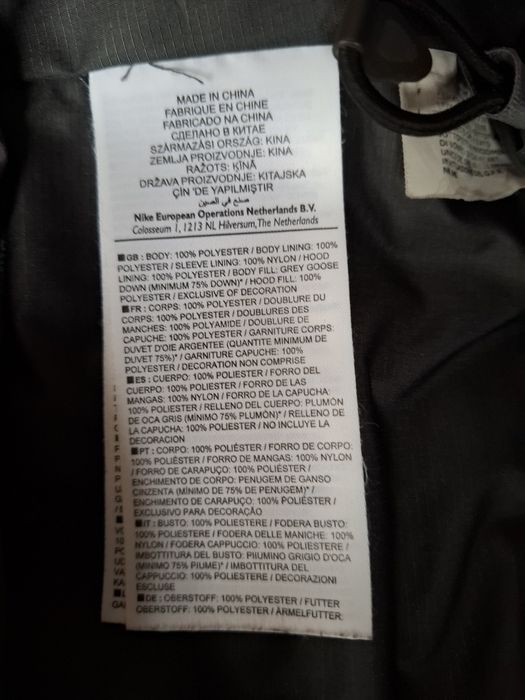 MADE IN CHINA
FABRIQUE EN CHINE
FABRICADO NA CHINA
СДЕЛАНО В КИТАЕ
SZÁRMAZÁSI ORSZÁG: KÍNA
ZEMLJA PROIZVODNJE: KINA
RAŽOTS: ĶĪNĀ
DRŽAVA PROIZVODNJE: KITAJSKA
ÇİN 'DE YAPILMIŞTIR
صنع في الصين
Nike European Operations Netherlands B.V.
Colosseum 1, 1213 NL Hilversum, The Netherlands
■GB: BODY: 100% POLYESTER / BODY LINING: 100%
POLYESTER / SLEEVE LINING: 100% NYLON / HOOD
LINING: 100% POLYESTER / BODY FILL: GREY GOOSE
DOWN (MINIMUM 75% DOWN)* / HOOD FILL: 100%
POLYESTER / EXCLUSIVE OF DECORATION
■FR: CORPS: 100% POLYESTER / DOUBLURE DU
CORPS: 100% POLYESTER / DOUBLURES DES
MANCHES: 100% POLYAMIDE / DOUBLURE DE
CAPUCHE: 100% POLYESTER / GARNITURE CORPS:
DUVET D'OIE ARGENTEE (QUANTITE MINIMUM DE
DUVET 75%)* / GARNITURE CAPUCHE: 100%
POLYESTER / DECORATION NON COMPRISE
■ES: CUERPO: 100% POLIESTER / FORRO DEL
CUERPO: 100% POLIESTER / FORRO DE LAS
MANGAS: 100% NYLON / FORRO DE LA CAPUCHA:
100% POLIESTER / RELLENO DEL CUERPO: PLUMÓN
DE OCA GRIS (MÍNIMO 75% PLUMÓN)* / RELLENO DE
LA CAPUCHA: 100% POLIESTER / NO INCLUYE LA
DECORACION
■PT: CORPO: 100% POLIÉSTER / FORRO DE CORPO:
100% POLIÉSTER / FORRO DE MANGAS: 100% NYLON
/ FORRO DE CARAPUÇO: 100% POLIÉSTER /
ENCHIMENTO DE CORPO: PENUGEM DE GANSO
CINZENTA (MÍNIMO DE 75% DE PENUGEM)* /
ENCHIMENTO DE CARAPUÇO: 100% POLIÉSTER /
EXCLUSIVO PARA DECORAÇÃO
■IT: BUSTO: 100% POLIESTERE / FODERA BUSTO:
100% POLIESTERE / FODERA DELLE MANICHE: 100%
NYLON / FODERA CAPPUCCIO: 100% POLIESTERE /
IMBOTTITURA DEL BUSTO: PIIUMINO GRIGIO D'OCA
(MINIMO 75% PIUME)* / IMBOTTITURA DEL
CAPPUCCIO: 100% POLIESTERE / DECORAZIONI
ESCLUSE
■DE: OBERSTOFF: 100% POLYESTER / FUTTER
OBERSTOFF: 100% POLYESTER / ÄRMELFUTTER: